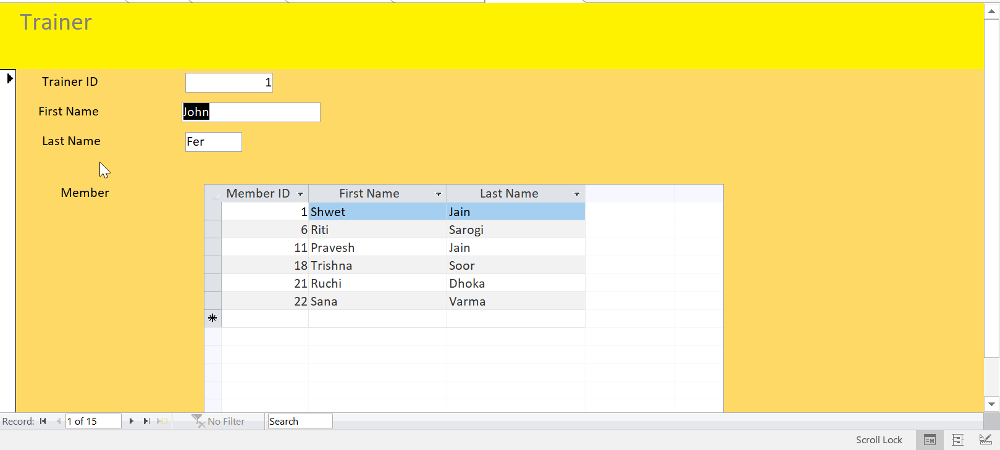 Trainer
Trainer ID 1
First Name John
Last Name Fer
Member
Member ID First Name Last Name
1 Shwet Jain
6 Riti Sarogi
11 Pravesh Jain
18 Trishna Soor
21 Ruchi Dhoka
22 Sana Varma
Record: 1 of 15 No Filter Search
Scroll Lock